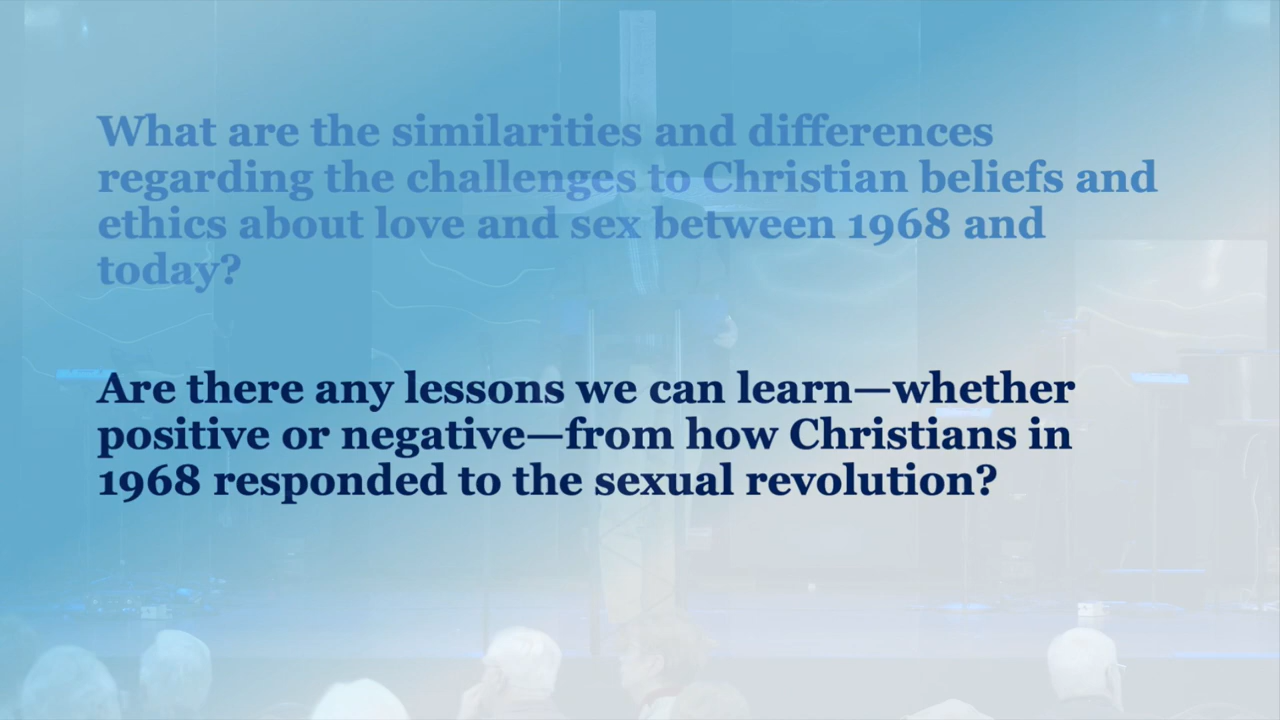 What are the similarities and differences
regarding the challenges to Christian beliefs and
ethics about love and sex between 1968 and
today?
Are there any lessons we can learn—whether
positive or negative—from how Christians in
1968 responded to the sexual revolution?